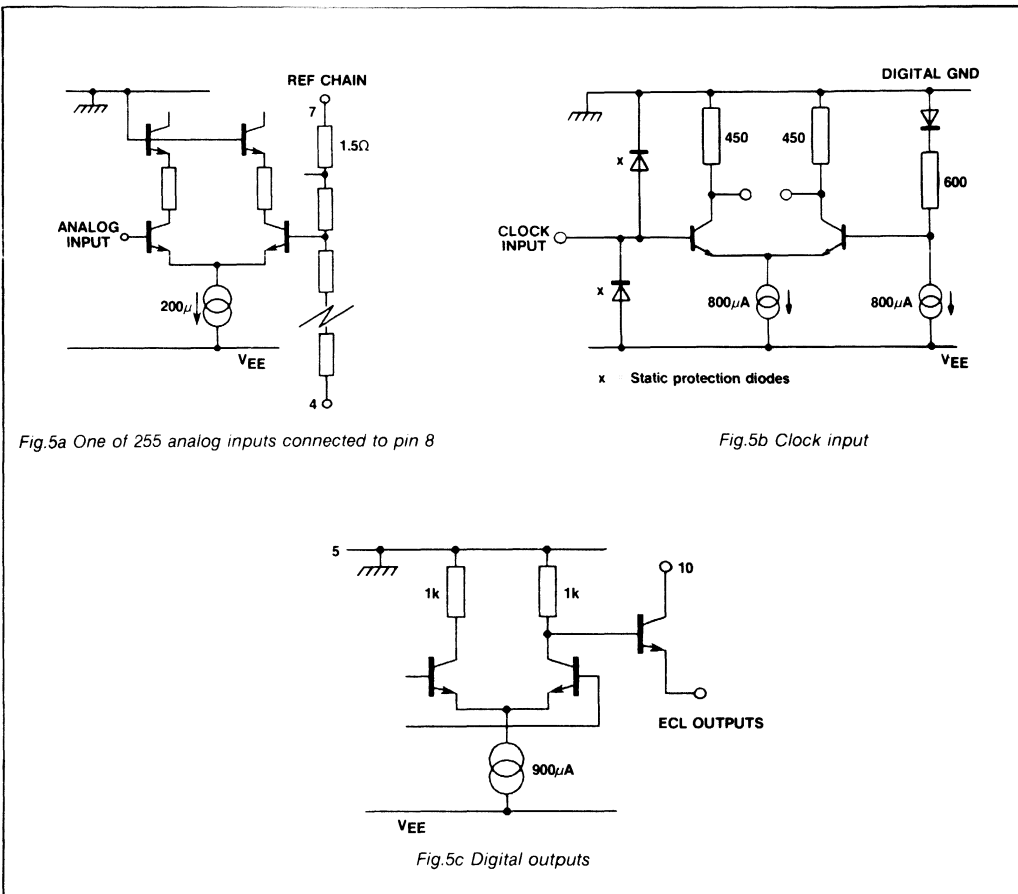 REF CHAIN
7
1.5Ω
ANALOG
INPUT
200μ
VEE
4
Fig.5a One of 255 analog inputs connected to pin 8
DIGITAL GND
450
450
x
600
CLOCK
INPUT
x
800μA
800μA
VEE
x Static protection diodes
Fig.5b Clock input
5
1k
1k
10
ECL OUTPUTS
900μA
VEE
Fig.5c Digital outputs